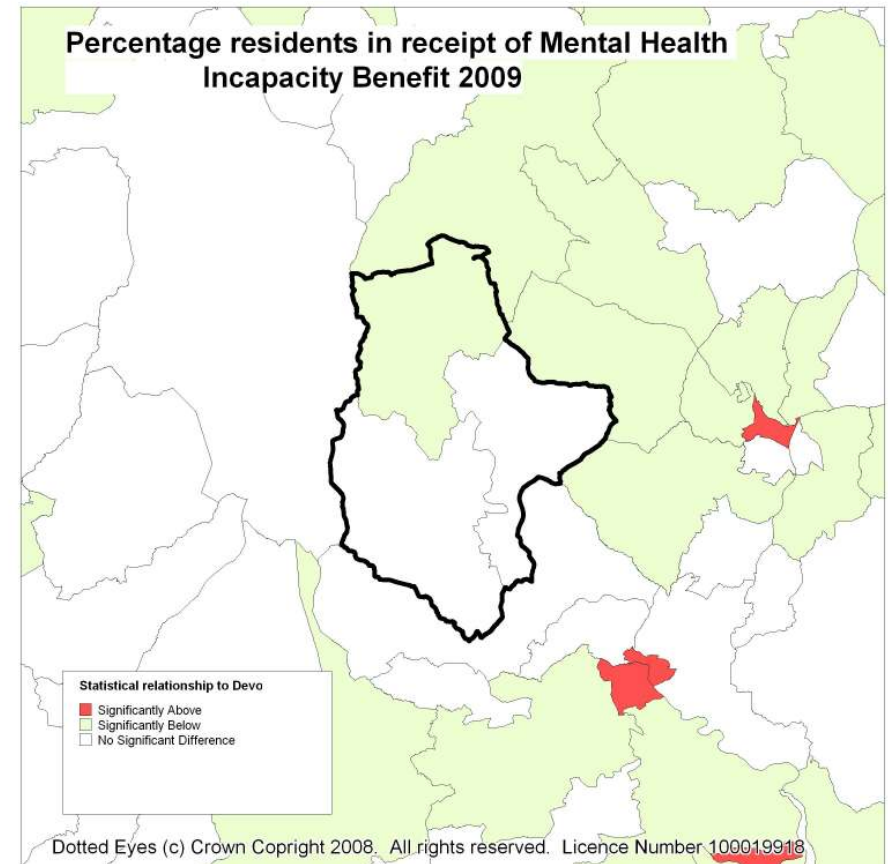 Percentage residents in receipt of Mental Health
Incapacity Benefit 2009
Statistical relationship to Devo
Significantly Above
Significantly Below
No Significant Difference
Dotted Eyes (c) Crown Copright 2008. All rights reserved. Licence Number 100019918